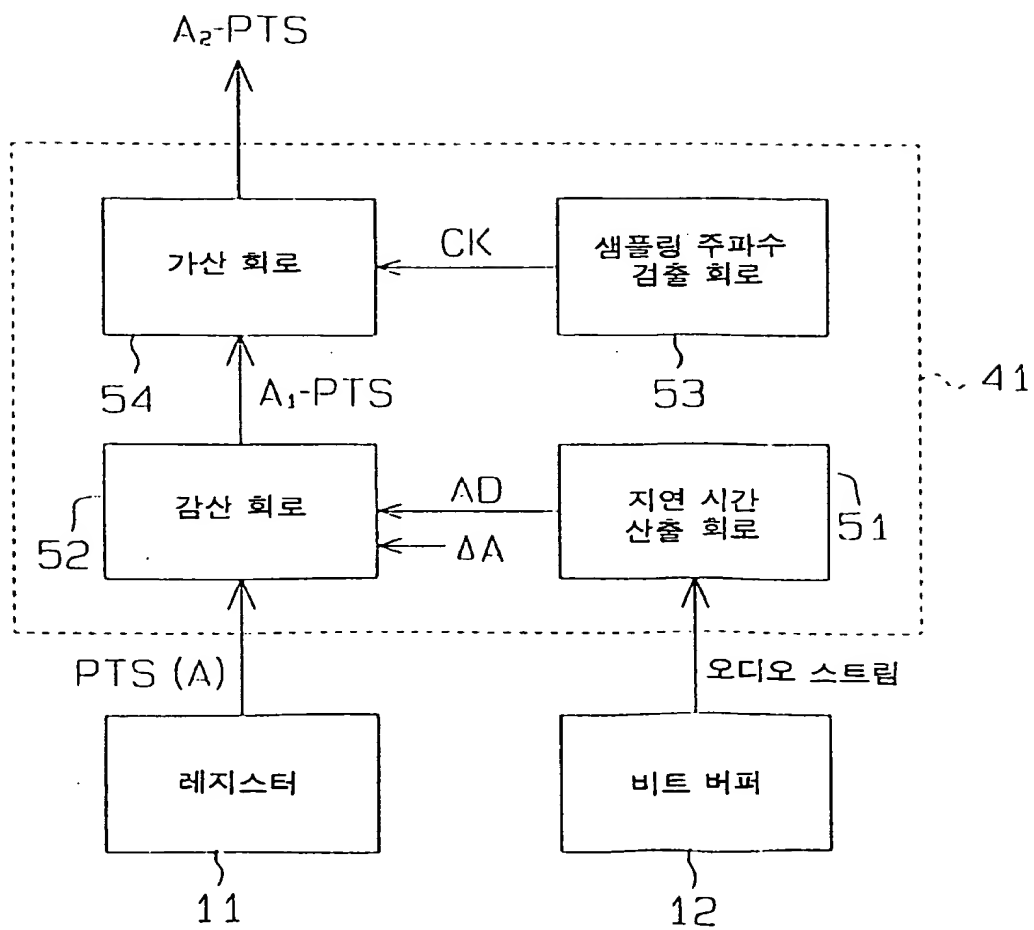 A₂-PTS
가산 회로
CK
샘플링 주파수
검출 회로
54
A₁-PTS
53
41
감산 회로
AD
ΔA
지연 시간
산출 회로
52
51
PTS (A)
오디오 스트림
레지스터
비트 버퍼
11
12